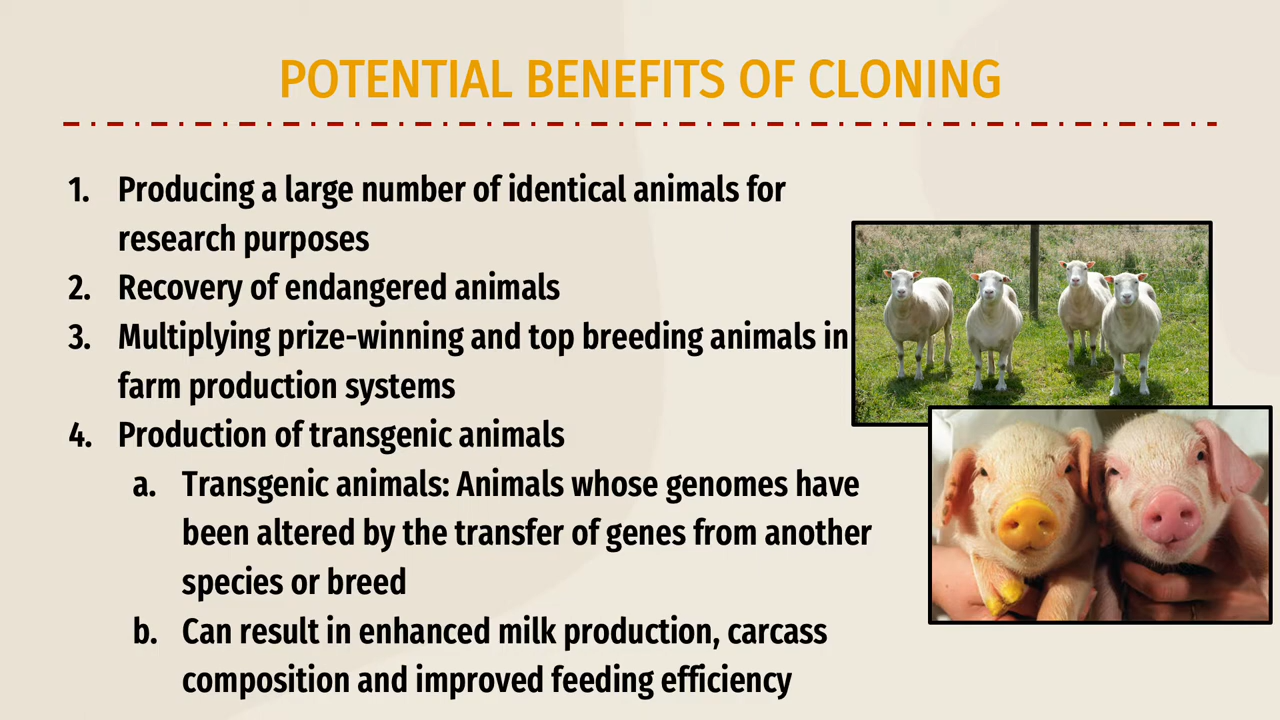 POTENTIAL BENEFITS OF CLONING
1. Producing a large number of identical animals for
research purposes
2. Recovery of endangered animals
3. Multiplying prize-winning and top breeding animals in
farm production systems
4. Production of transgenic animals
a. Transgenic animals: Animals whose genomes have
been altered by the transfer of genes from another
species or breed
b. Can result in enhanced milk production, carcass
composition and improved feeding efficiency